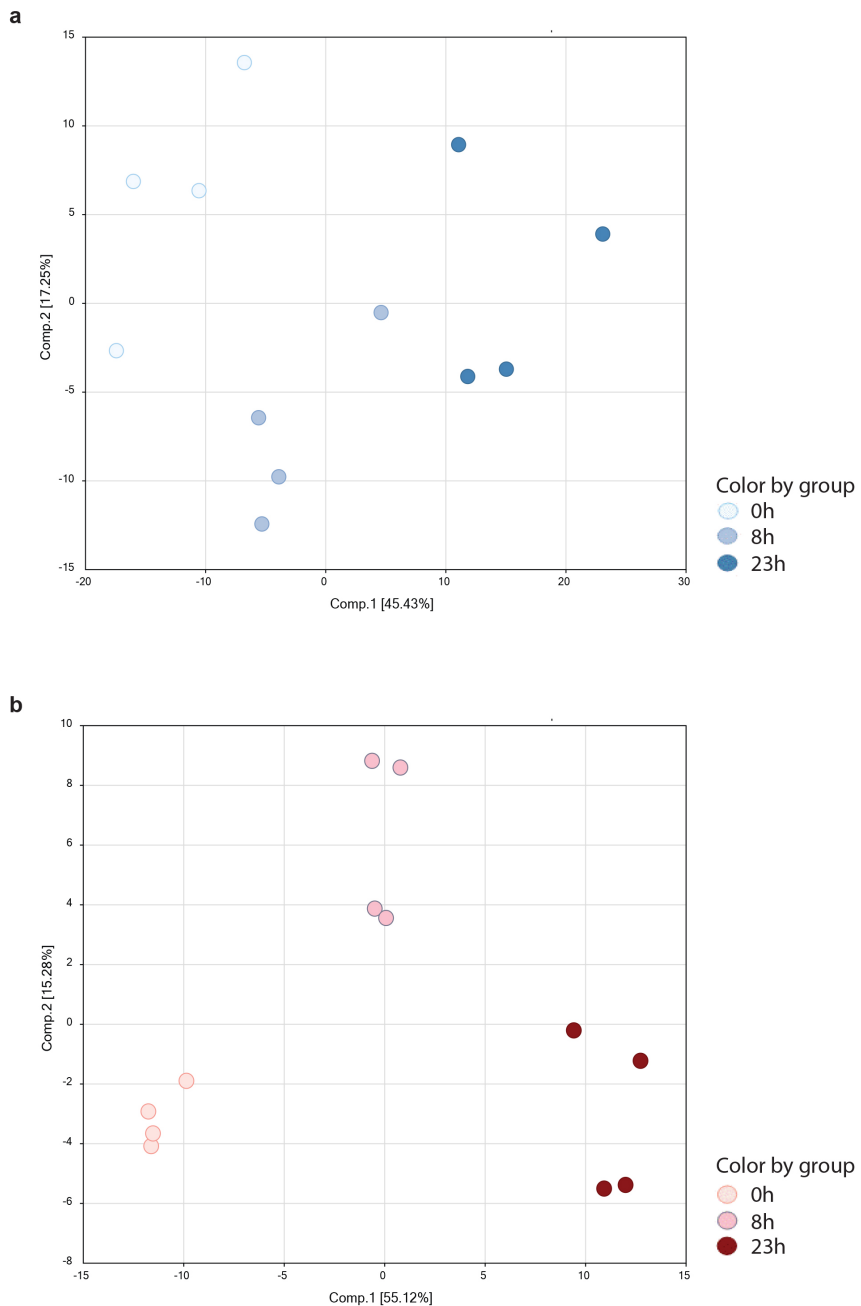 a
15
10
5
0
-5
-10
-15
Comp.2 [17.25%]
-20 -10 0 10 20 30
Comp.1 [45.43%]
Color by group
0h
8h
23h
b
10
8
6
4
2
0
-2
-4
-6
-8
Comp.2 [15.28%]
-15 -10 -5 0 5 10 15
Comp.1 [55.12%]
Color by group
0h
8h
23h